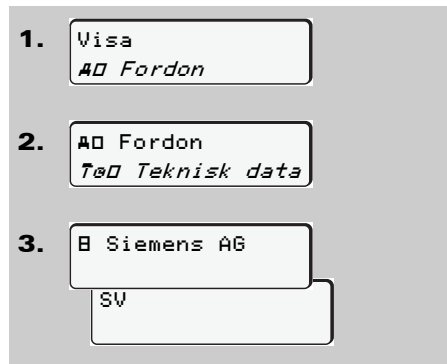 1.
Visa
Fordon
2.
Fordon
Teknisk data
3.
Siemens AG
SV